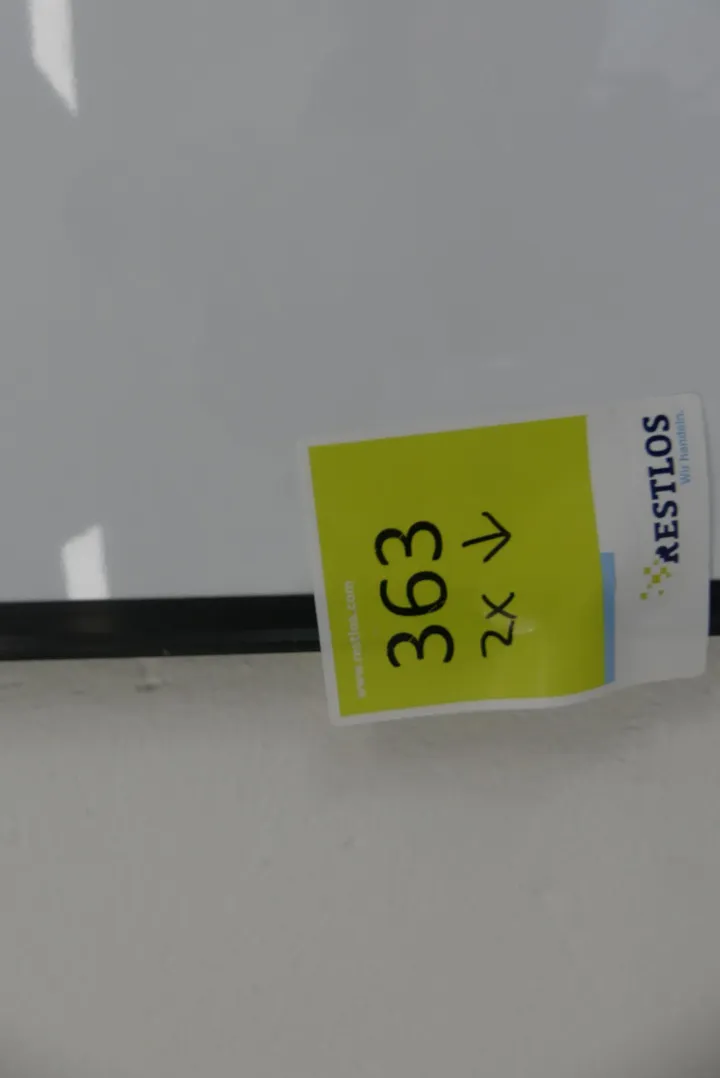 www.restlos.com
363
2x ↓
RESTLOS
Wir handeln.